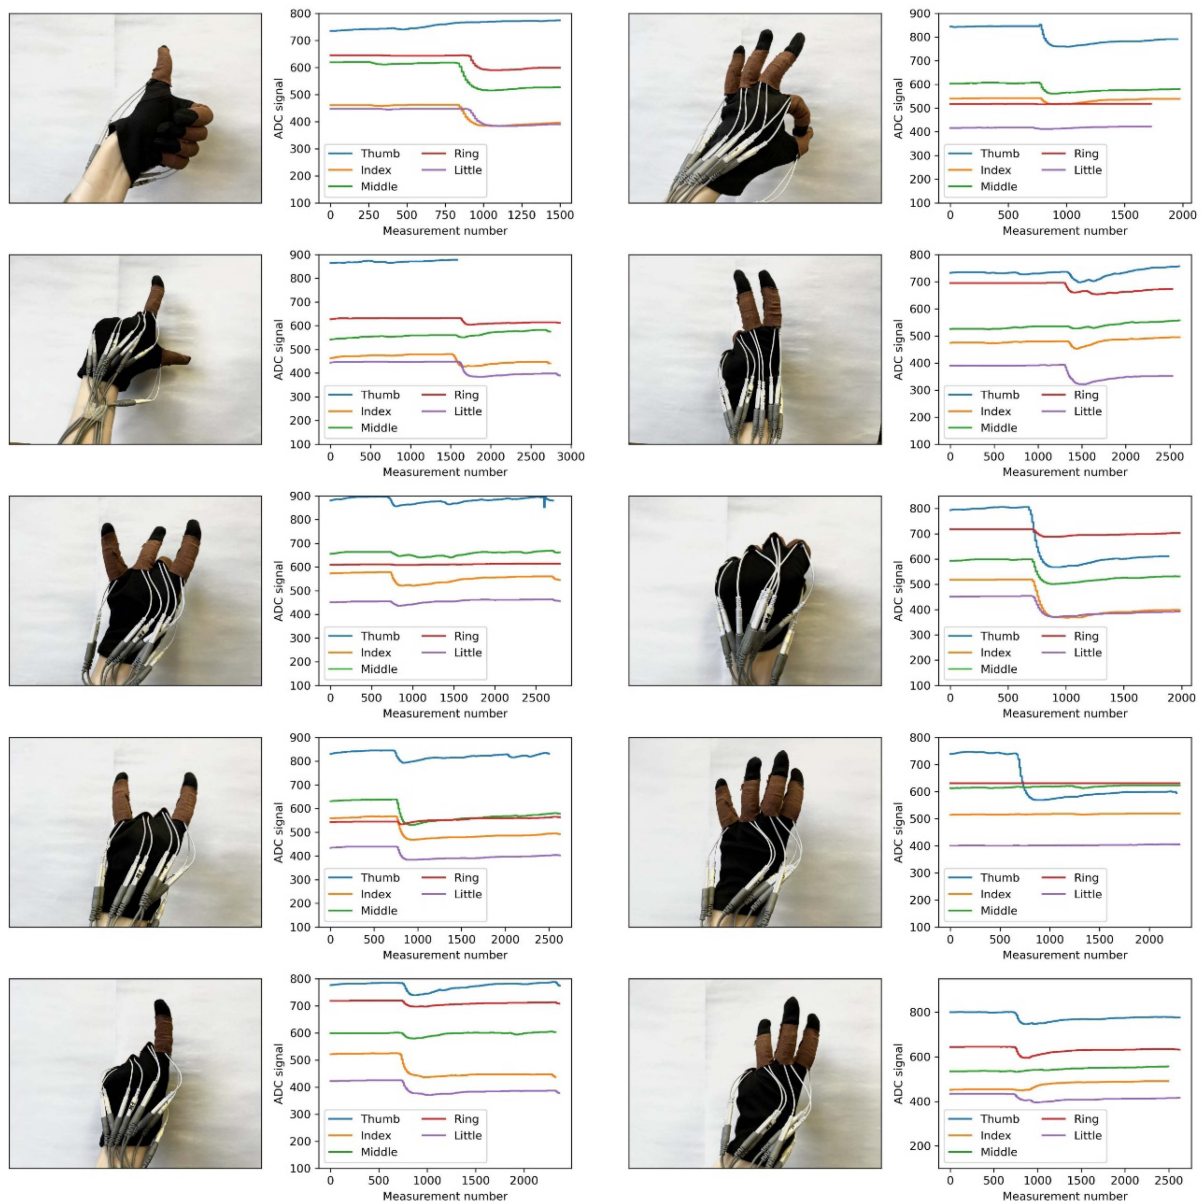 800
700
600
500
400
300
200
100
ADC signal
Thumb Ring
Index Little
Middle
0 250 500 750 1000 1250 1500
Measurement number
900
800
700
600
500
400
300
200
100
ADC signal
Thumb Ring
Index Little
Middle
0 500 1000 1500 2000
Measurement number
900
800
700
600
500
400
300
200
100
ADC signal
Thumb Ring
Index Little
Middle
0 500 1000 1500 2000 2500 3000
Measurement number
800
700
600
500
400
300
200
100
ADC signal
Thumb Ring
Index Little
Middle
0 500 1000 1500 2000 2500
Measurement number
900
800
700
600
500
400
300
200
100
ADC signal
Thumb Ring
Index Little
Middle
0 500 1000 1500 2000 2500
Measurement number
800
700
600
500
400
300
200
100
ADC signal
Thumb Ring
Index Little
Middle
0 500 1000 1500 2000
Measurement number
900
800
700
600
500
400
300
200
100
ADC signal
Thumb Ring
Index Little
Middle
0 500 1000 1500 2000 2500
Measurement number
800
700
600
500
400
300
200
100
ADC signal
Thumb Ring
Index Little
Middle
0 500 1000 1500 2000
Measurement number
800
700
600
500
400
300
200
100
ADC signal
Thumb Ring
Index Little
Middle
0 500 1000 1500 2000
Measurement number
800
600
400
200
ADC signal
Thumb Ring
Index Little
Middle
0 500 1000 1500 2000 2500
Measurement number